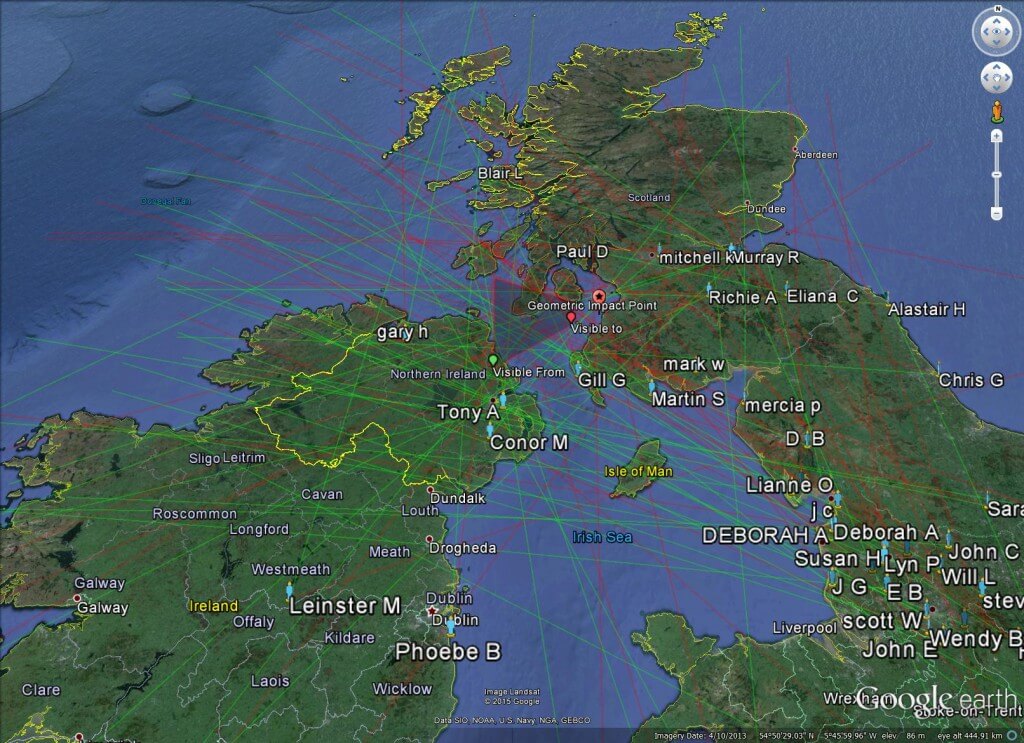 N
Aberdeen
Blair L
Scotland
Donegal Fan
Dundee
Paul D
mitchell k
Murray R
Richie A
Eliana C
Geometric Impact Point
Alastair H
gary h
Visible to
Northern Ireland
Visible From
mark w
Gill G
Chris G
Martin S
Tony A
mercia p
Conor M
D B
Sligo
Leitrim
Isle of Man
Lianne O
Cavan
Dundalk
Louth
j c
Sara
Roscommon
Longford
Irish Sea
DEBORAH A
Deborah A
Meath
Drogheda
Susan H
Lyn P
John C
Westmeath
Will L
Galway
Galway
J G
E B
stev
Ireland
Leinster M
Dublin
Dublin
Offaly
Liverpool
scott W
Wendy B
Kildare
John E
Phoebe B
Clare
Laois
Wicklow
Image Landsat
© 2015 Google
Wrexham
Google earth
Stoke-on-Trent
Data SIO, NOAA, U.S. Navy, NGA, GEBCO
Imagery Date: 4/10/2013 54°50'29.03" N 5°45'59.96" W elev 86 m eye alt 444.91 km